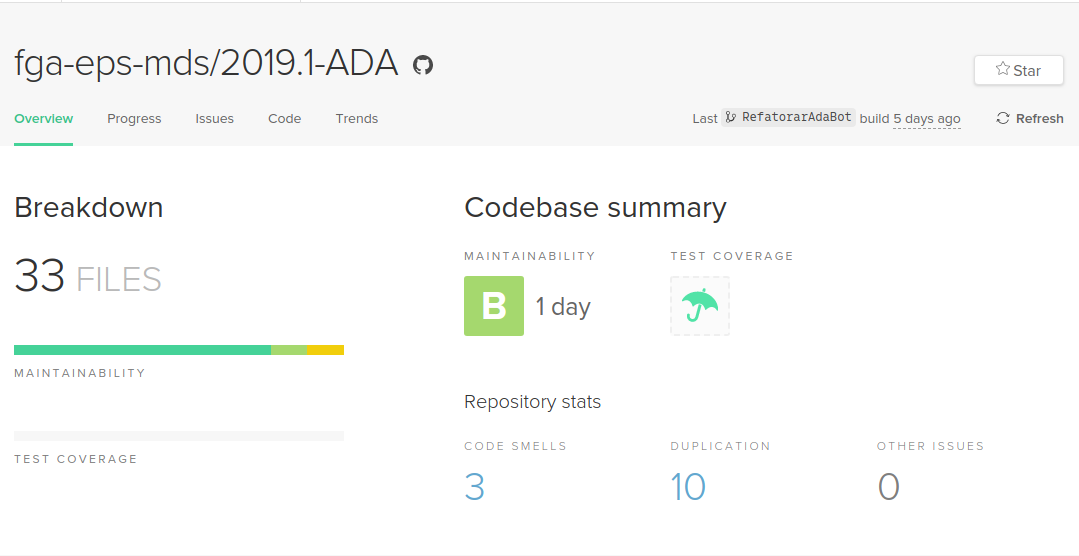 fga-eps-mds/2019.1-ADA
Star
Overview Progress Issues Code Trends
Last RefatorarAdaBot build 5 days ago Refresh
Breakdown
33 FILES
MAINTAINABILITY
TEST COVERAGE
Codebase summary
MAINTAINABILITY TEST COVERAGE
B 1 day
Repository stats
CODE SMELLS DUPLICATION OTHER ISSUES
3 10 0